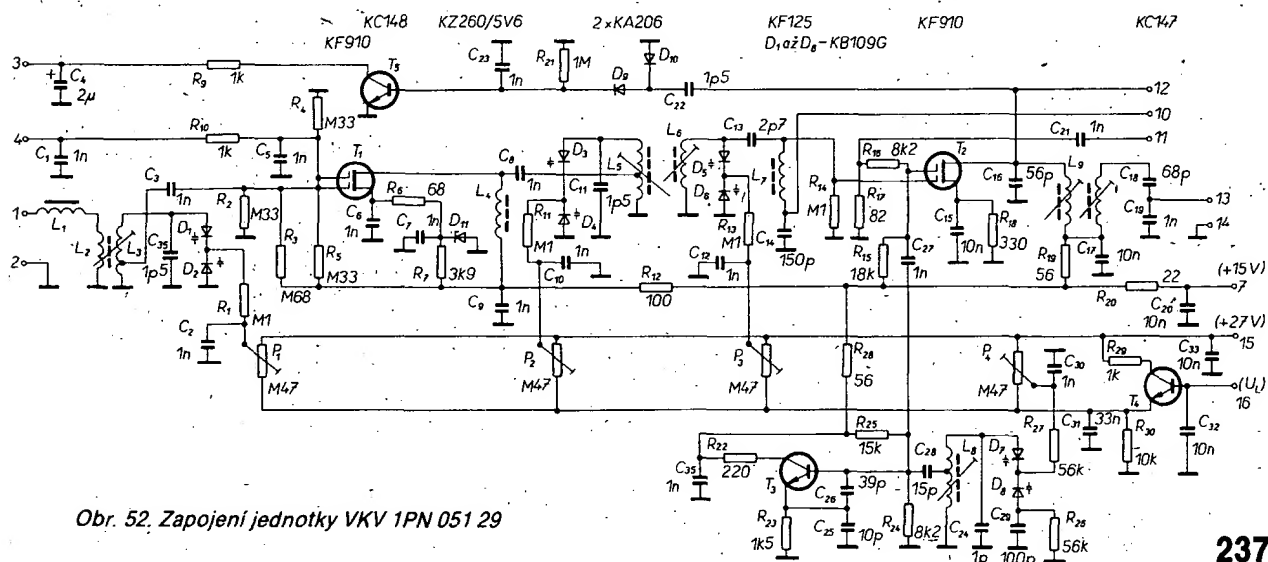 KC148 KZ260/5V6 2×KA206 KF125 KF910 KC147
KF910 D₁ až D₈ - KB109G
3 C₄ 2µ R₉ 1k T₅ C₂₃ 1n R₂₁ 1M D₉ D₁₀ C₂₂ 1p5 12
R₄ M33 10
4 C₁ 1n R₁₀ 1k C₅ 1n C₂₁ 1n 11
C₃ 1n T₁ C₈ 1n D₃ L₅ L₆ C₁₃ 2p7 R₁₆ 8k2 T₂ L₉
1 L₁ L₂ L₃ C₃₅ 1p5 D₁ D₂ R₂ M33 R₃ M68 R₅ M33 C₆ 1n R₆ 68 C₇ 1n D₁₁ R₇ 3k9 L₄ C₁₁ 1p5 D₄ R₁₁ M1 D₅ D₆ L₇ R₁₃ M1 R₁₄ M1 R₁₇ 82 C₁₅ 10n R₁₈ 330 C₁₆ 56p C₁₈ 68p C₁₉ 1n 13
14
2 R₁ M1 C₁₀ 1n C₁₂ 1n C₁₄ 150p R₁₅ 18k C₂₇ 1n R₁₉ 56 C₁₇ 10n
C₉ 1n R₁₂ 100 R₂₀ 22 C₂₀ 10n (+15V) 7
C₂ 1n P₁ M47 P₂ M47 P₃ M47 R₂₈ 56 P₄ M47 C₃₀ 1n R₂₉ 1k T₄ C₃₃ 10n (+27V) 15
(U_L) 16
R₂₂ 220 R₂₅ 15k C₂₈ 15p L₈ D₇ R₂₇ 56k C₃₁ 33n R₃₀ 10k C₃₂ 10n
C₃₅ 1n T₃ C₂₆ 39p D₈
R₂₃ 1k5 C₂₅ 10p R₂₄ 8k2 C₂₄ 1p C₂₉ 100p R₂₆ 56k
Obr. 52. Zapojení jednotky VKV 1PN 051 29
237